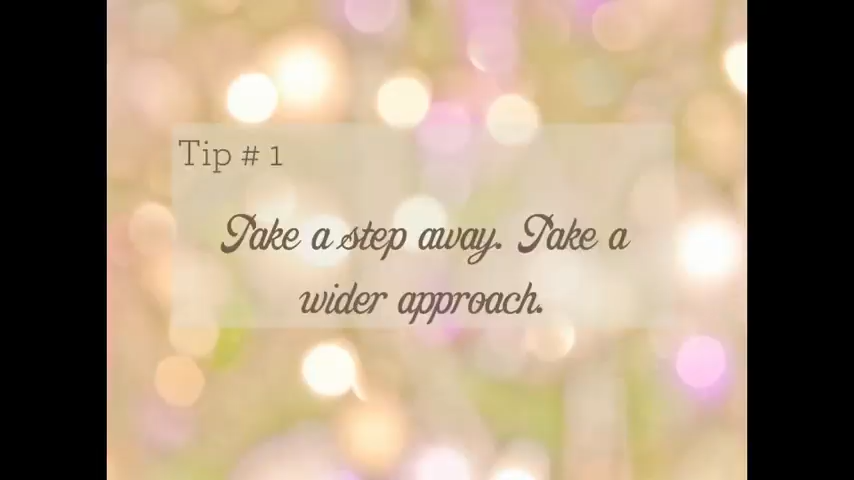 Tip # 1
Take a step away. Take a
wider approach.